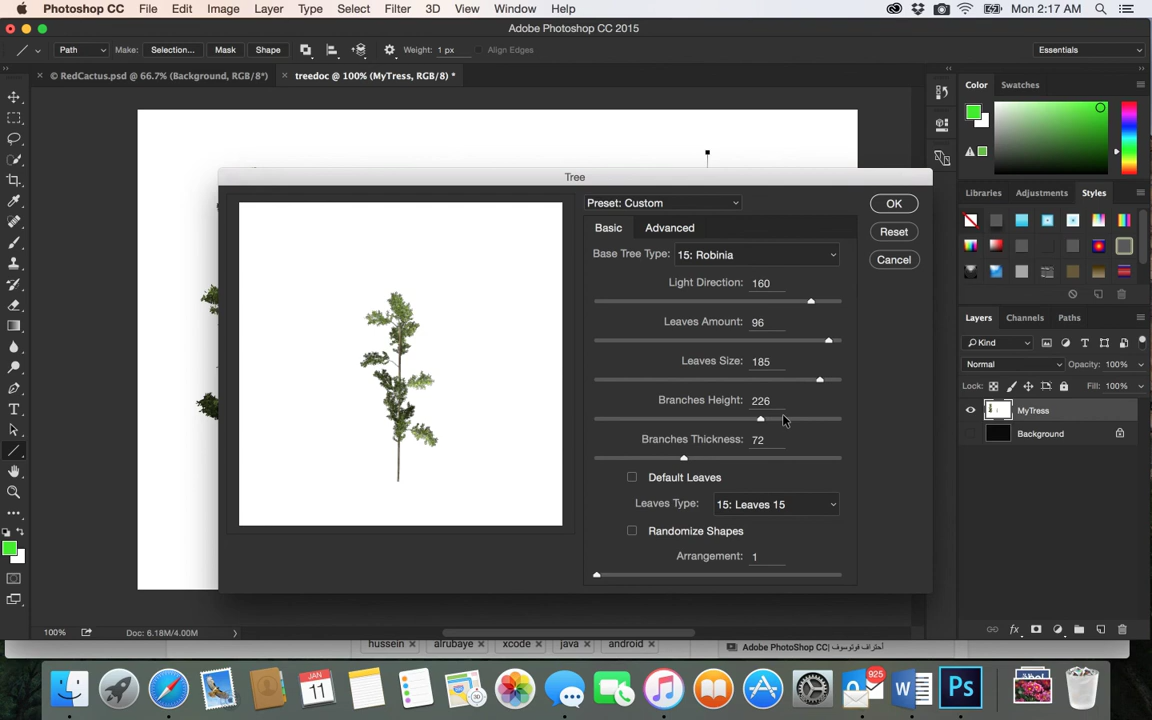 Photoshop CC File Edit Image Layer Type Select Filter 3D View Window Help Mon 2:17 AM
Adobe Photoshop CC 2015
Path Make: Selection... Mask Shape Weight: 1 px Align Edges Essentials
× © RedCactus.psd @ 66.7% (Background, RGB/8*) × treedoc @ 100% (MyTress, RGB/8) *
Color Swatches
Tree
Preset: Custom OK
Libraries Adjustments Styles
Basic Advanced Reset
Base Tree Type: 15: Robinia Cancel
Light Direction: 160
Leaves Amount: 96
Layers Channels Paths
Kind
Leaves Size: 185
Normal Opacity: 100%
Lock: Fill: 100%
Branches Height: 226
MyTress
Background
Branches Thickness: 72
Default Leaves
Leaves Type: 15: Leaves 15
Randomize Shapes
Arrangement: 1
100% Doc: 6.18M/4.00M
hussein × alrubaye × xcode × java × android ×
Adobe PhotoShop CC| احتراف فوتوسوف
JAN
11
3D
925
W
Ps